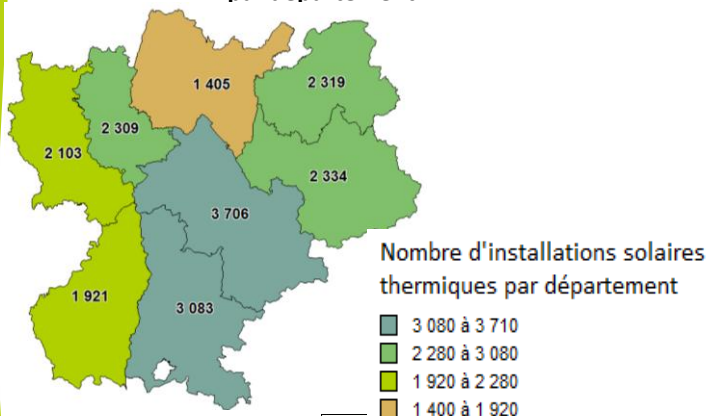 par département
1 405
2 319
2 309
2 103
2 334
3 706
1 921
3 083
Nombre d'installations solaires
thermiques par département
3 080 à 3 710
2 280 à 3 080
1 920 à 2 280
1 400 à 1 920